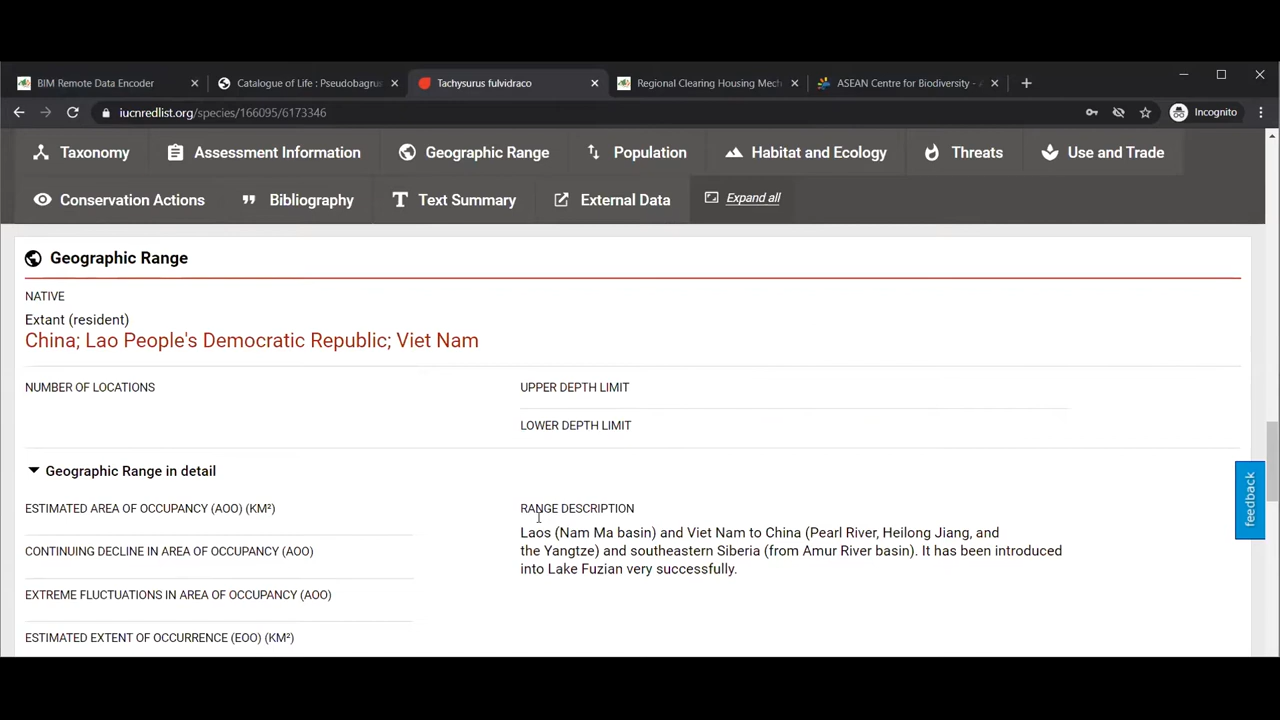 BIM Remote Data Encoder
Catalogue of Life : Pseudobagrus
Tachysurus fulvidraco
Regional Clearing Housing Mech
ASEAN Centre for Biodiversity -
iucnredlist.org/species/166095/6173346
Incognito
Taxonomy
Assessment Information
Geographic Range
Population
Habitat and Ecology
Threats
Use and Trade
Conservation Actions
Bibliography
Text Summary
External Data
Expand all
Geographic Range
NATIVE
Extant (resident)
China; Lao People's Democratic Republic; Viet Nam
NUMBER OF LOCATIONS
UPPER DEPTH LIMIT
LOWER DEPTH LIMIT
Geographic Range in detail
ESTIMATED AREA OF OCCUPANCY (AOO) (KM²)
CONTINUING DECLINE IN AREA OF OCCUPANCY (AOO)
EXTREME FLUCTUATIONS IN AREA OF OCCUPANCY (AOO)
ESTIMATED EXTENT OF OCCURRENCE (EOO) (KM²)
RANGE DESCRIPTION
Laos (Nam Ma basin) and Viet Nam to China (Pearl River, Heilong Jiang, and
the Yangtze) and southeastern Siberia (from Amur River basin). It has been introduced
into Lake Fuzian very successfully.
feedback